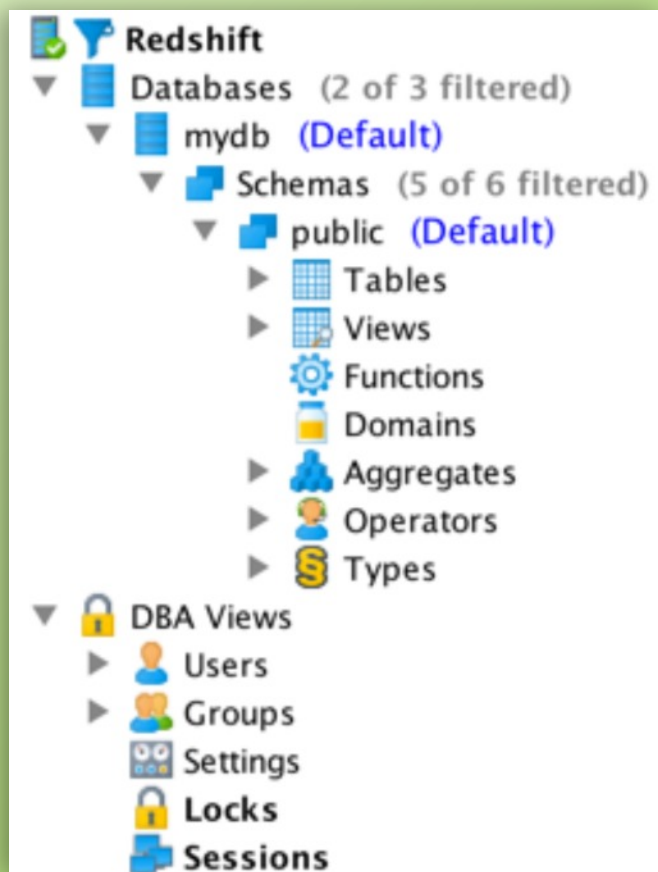 Redshift
Databases (2 of 3 filtered)
mydb (Default)
Schemas (5 of 6 filtered)
public (Default)
Tables
Views
Functions
Domains
Aggregates
Operators
Types
DBA Views
Users
Groups
Settings
Locks
Sessions